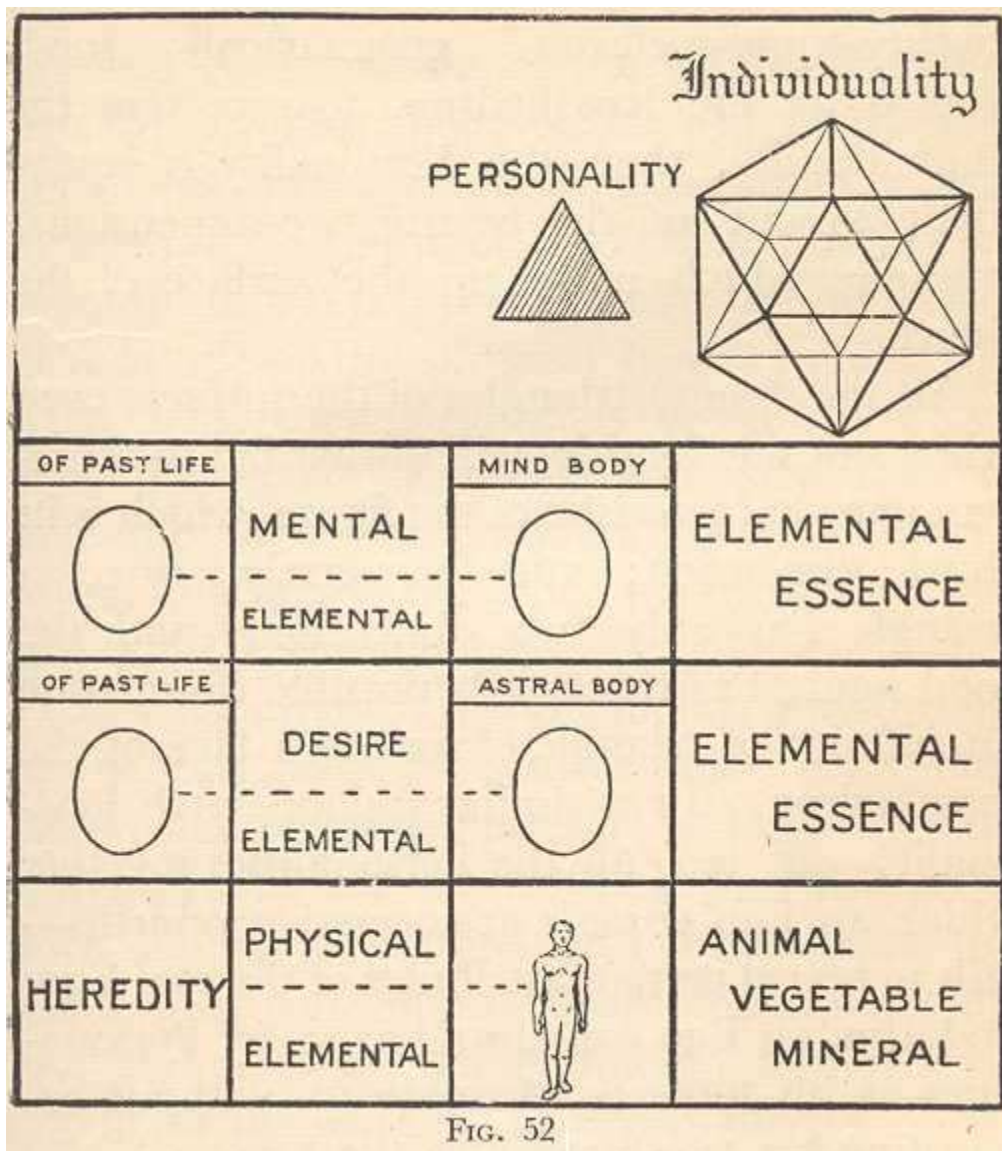 Individuality
PERSONALITY
OF PAST LIFE
MENTAL
ELEMENTAL
MIND BODY
ELEMENTAL
ESSENCE
OF PAST LIFE
DESIRE
ELEMENTAL
ASTRAL BODY
ELEMENTAL
ESSENCE
HEREDITY
PHYSICAL
ELEMENTAL
ANIMAL
VEGETABLE
MINERAL
FIG. 52